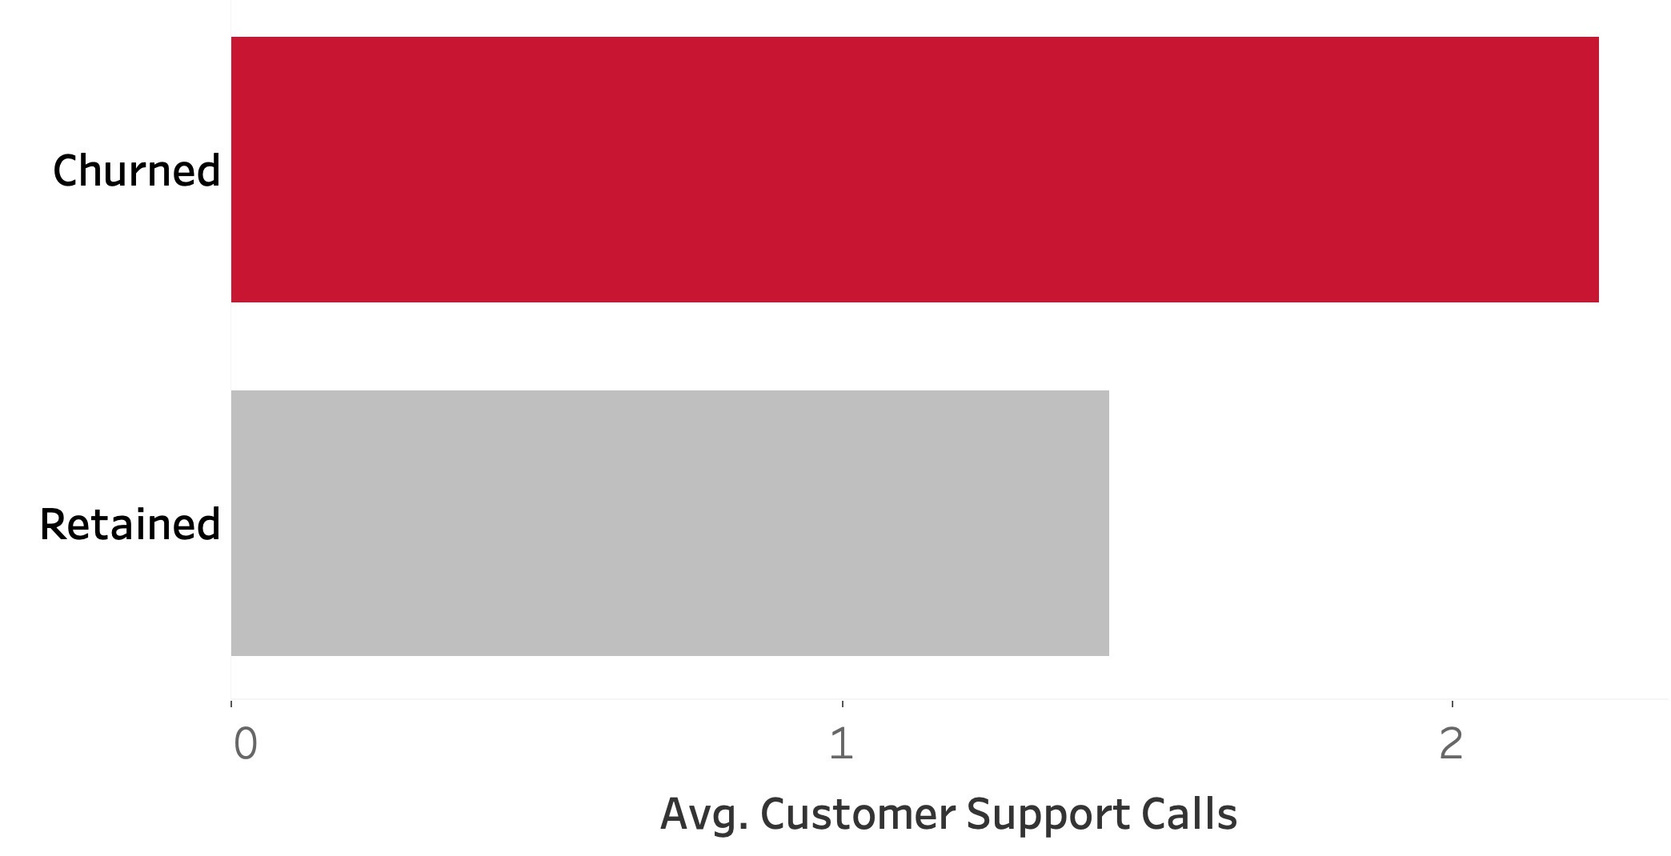 Churned
Retained
0 1 2
Avg. Customer Support Calls